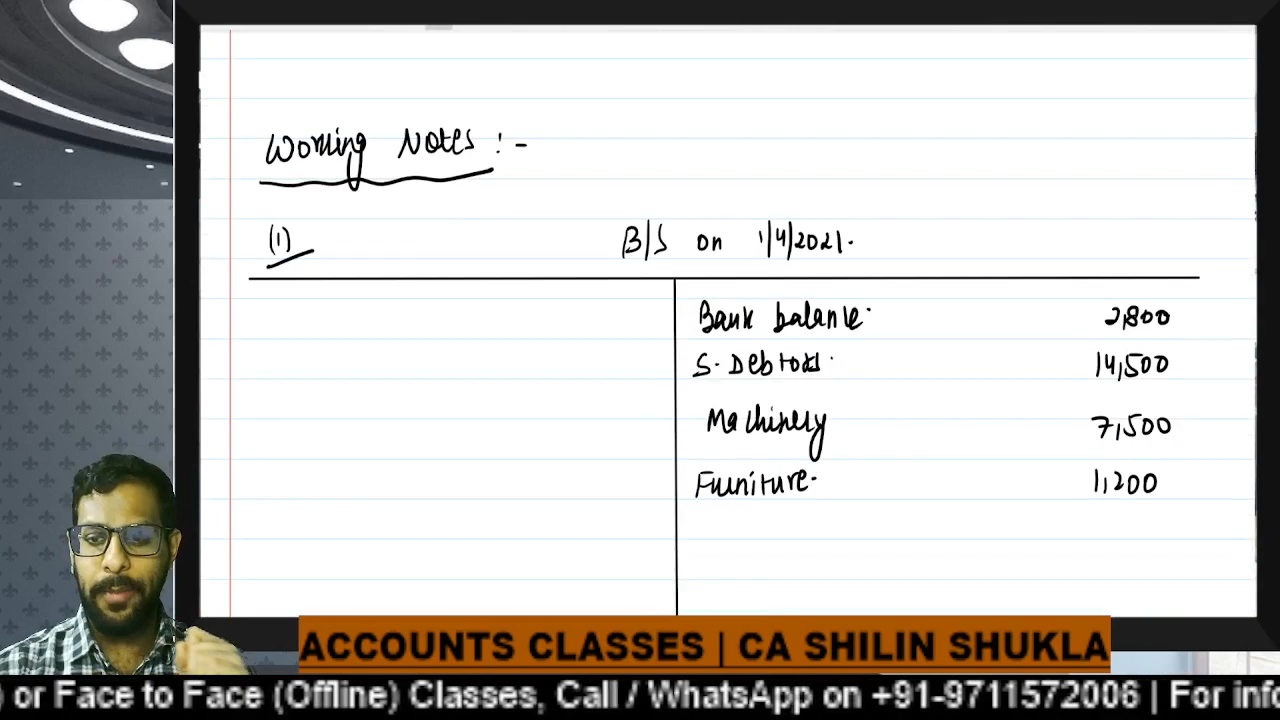 Working Notes :-
(1) B/S on 1/4/2021.
Bank balance. 2,800
S. Debtors. 14,500
Machinery 7,500
Furniture. 1,200
ACCOUNTS CLASSES | CA SHILIN SHUKLA
) or Face to Face (Offline) Classes, Call / WhatsApp on +91-9711572006 | For info